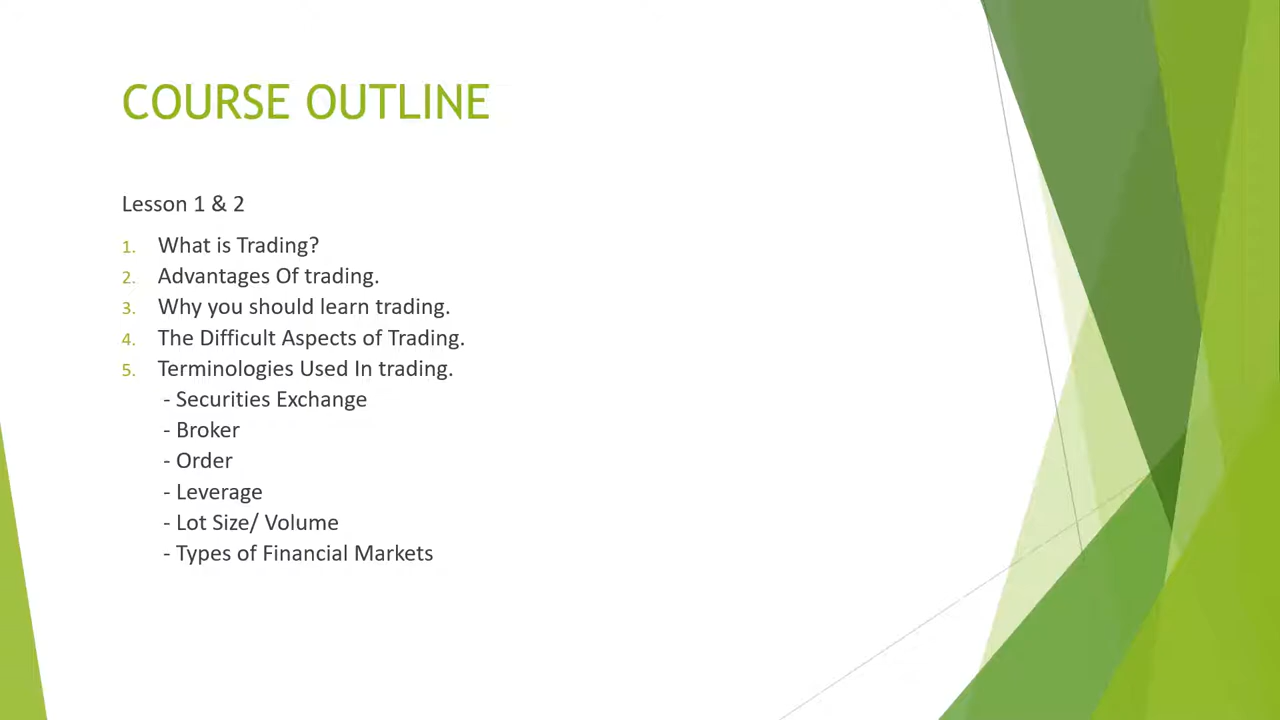 COURSE OUTLINE
Lesson 1 & 2
1. What is Trading?
2. Advantages Of trading.
3. Why you should learn trading.
4. The Difficult Aspects of Trading.
5. Terminologies Used In trading.
- Securities Exchange
- Broker
- Order
- Leverage
- Lot Size/ Volume
- Types of Financial Markets